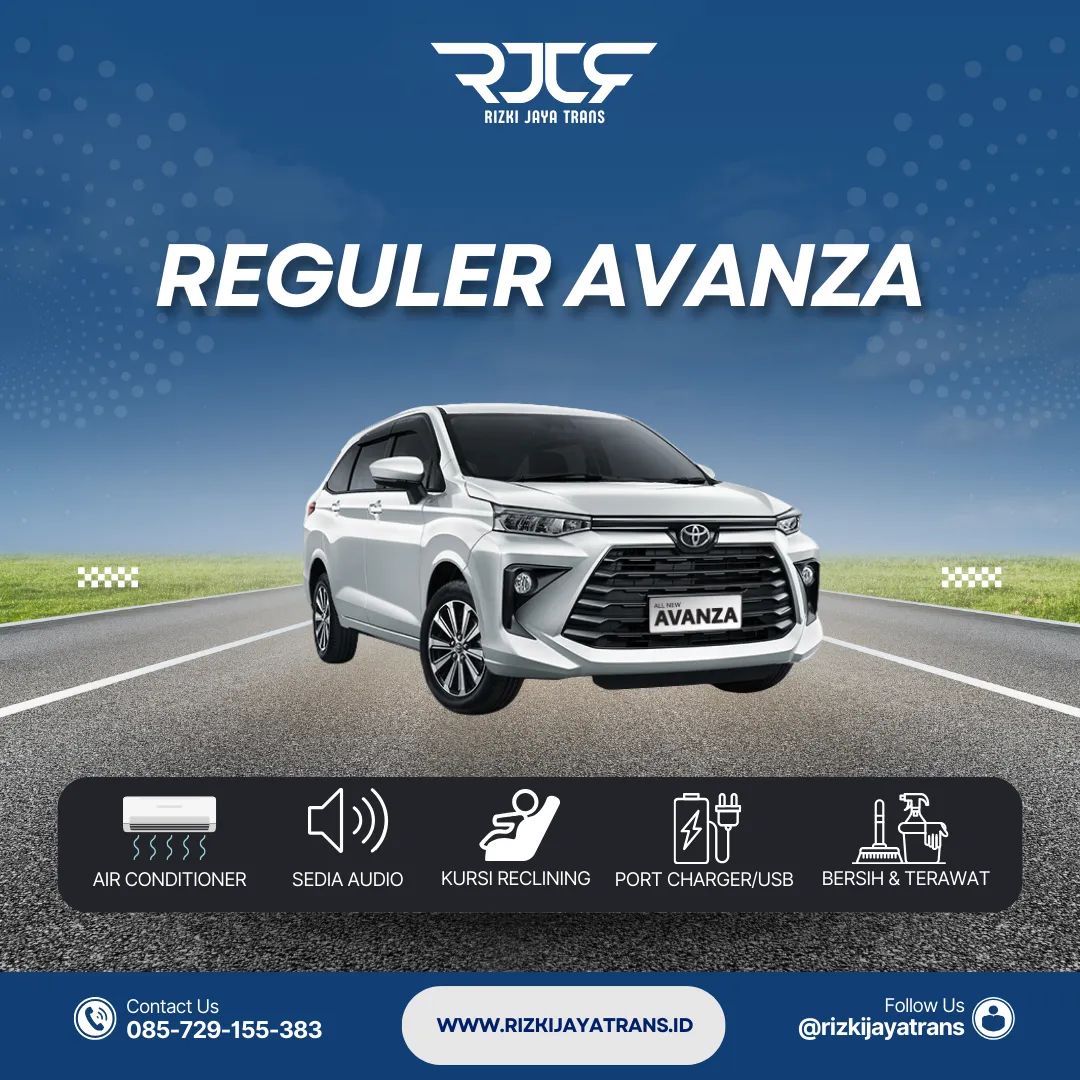 RJTR
RIZKI JAYA TRANS
REGULER AVANZA
ALL NEW
AVANZA
AIR CONDITIONER
SEDIA AUDIO
KURSI RECLINING
PORT CHARGER/USB
BERSIH & TERAWAT
Contact Us
085-729-155-383
WWW.RIZKIJAYATRANS.ID
Follow Us
@rizkijayatrans